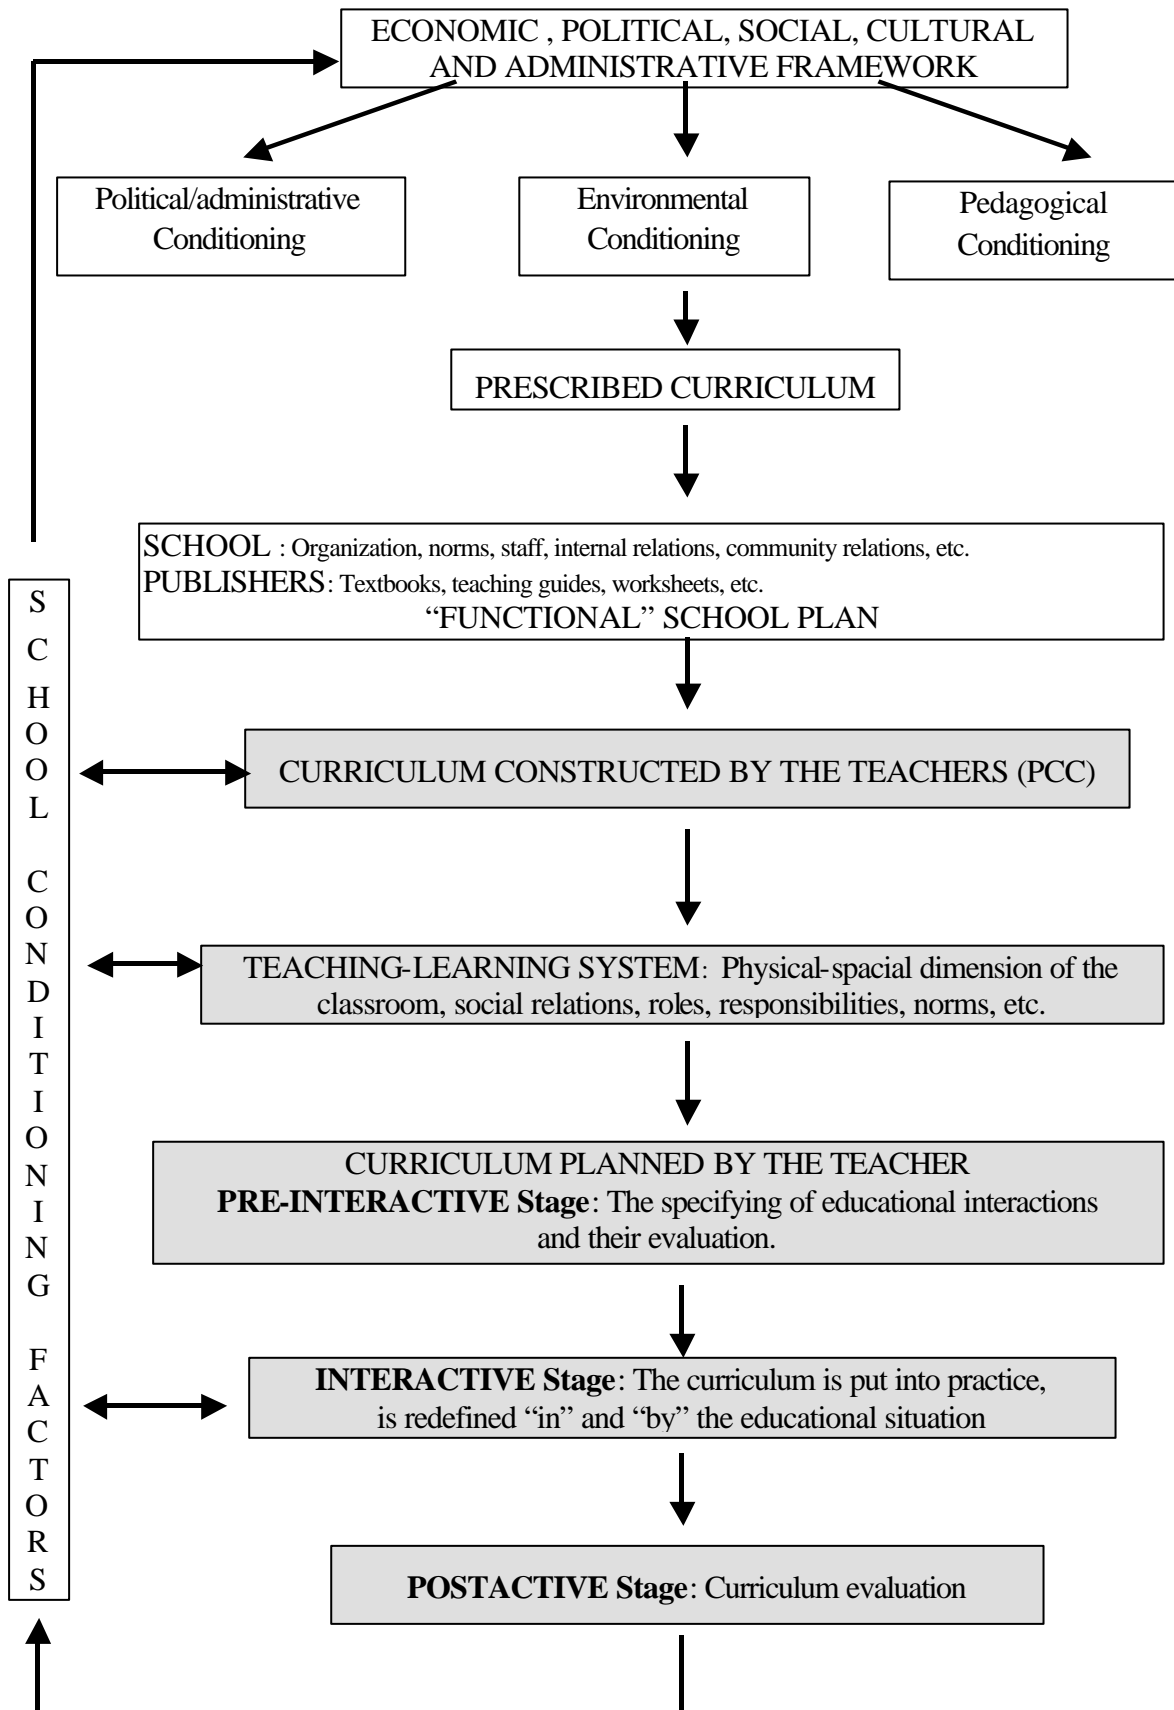 ECONOMIC , POLITICAL, SOCIAL, CULTURAL
AND ADMINISTRATIVE FRAMEWORK
Political/administrative
Conditioning
Environmental
Conditioning
Pedagogical
Conditioning
PRESCRIBED CURRICULUM
SCHOOL : Organization, norms, staff, internal relations, community relations, etc.
PUBLISHERS: Textbooks, teaching guides, worksheets, etc.
“FUNCTIONAL” SCHOOL PLAN
SCHOOL CONDITIONING FACTORS
CURRICULUM CONSTRUCTED BY THE TEACHERS (PCC)
TEACHING-LEARNING SYSTEM: Physical-spacial dimension of the
classroom, social relations, roles, responsibilities, norms, etc.
CURRICULUM PLANNED BY THE TEACHER
PRE-INTERACTIVE Stage: The specifying of educational interactions
and their evaluation.
INTERACTIVE Stage: The curriculum is put into practice,
is redefined “in” and “by” the educational situation
POSTACTIVE Stage: Curriculum evaluation